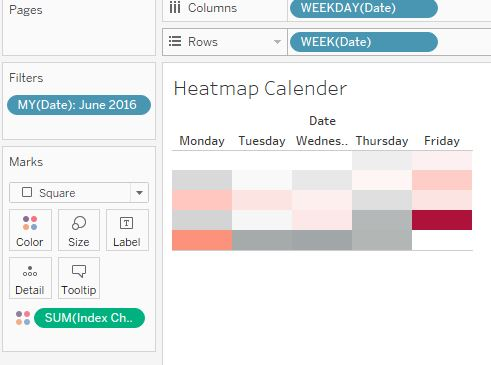 Pages
Columns
WEEKDAY(Date)
Rows
WEEK(Date)
Filters
MY(Date): June 2016
Marks
Square
Color
Size
Label
Detail
Tooltip
SUM(Index Ch..
Heatmap Calender
Date
Monday Tuesday Wednes.. Thursday Friday